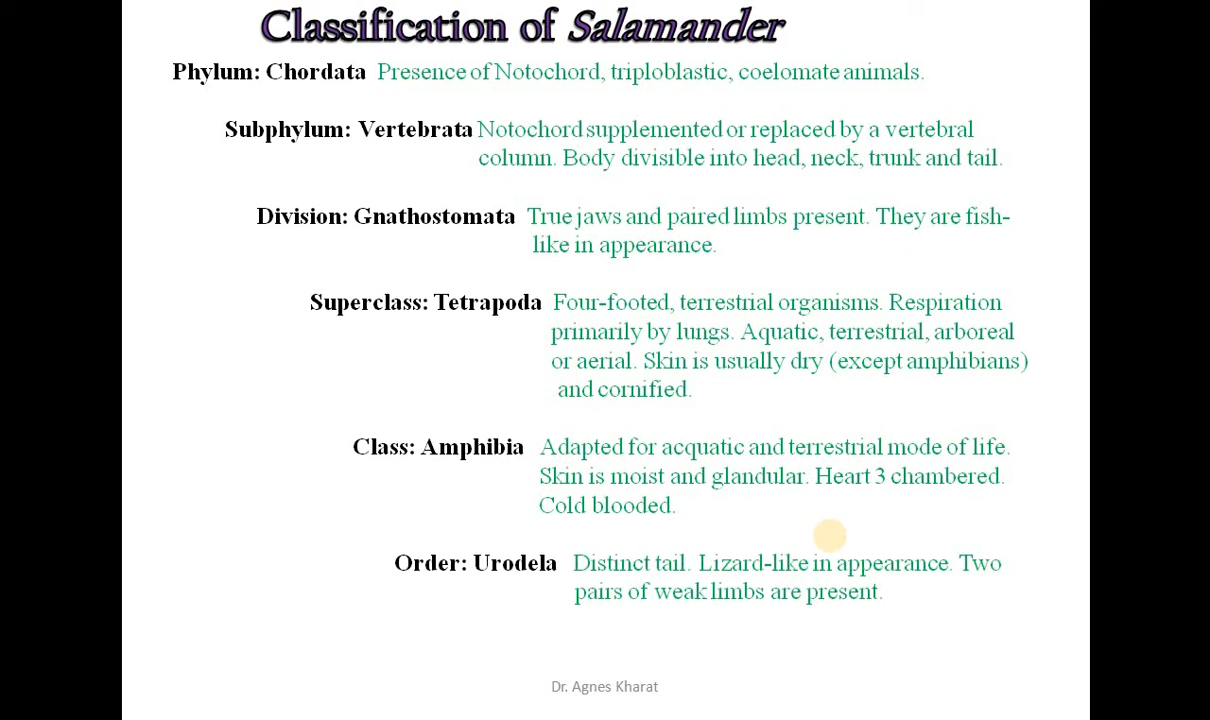 Classification of Salamander
Phylum: Chordata Presence of Notochord, triploblastic, coelomate animals.
Subphylum: Vertebrata Notochord supplemented or replaced by a vertebral
column. Body divisible into head, neck, trunk and tail.
Division: Gnathostomata True jaws and paired limbs present. They are fish-
like in appearance.
Superclass: Tetrapoda Four-footed, terrestrial organisms. Respiration
primarily by lungs. Aquatic, terrestrial, arboreal
or aerial. Skin is usually dry (except amphibians)
and cornified.
Class: Amphibia Adapted for acquatic and terrestrial mode of life.
Skin is moist and glandular. Heart 3 chambered.
Cold blooded.
Order: Urodela Distinct tail. Lizard-like in appearance. Two
pairs of weak limbs are present.
Dr. Agnes Kharat